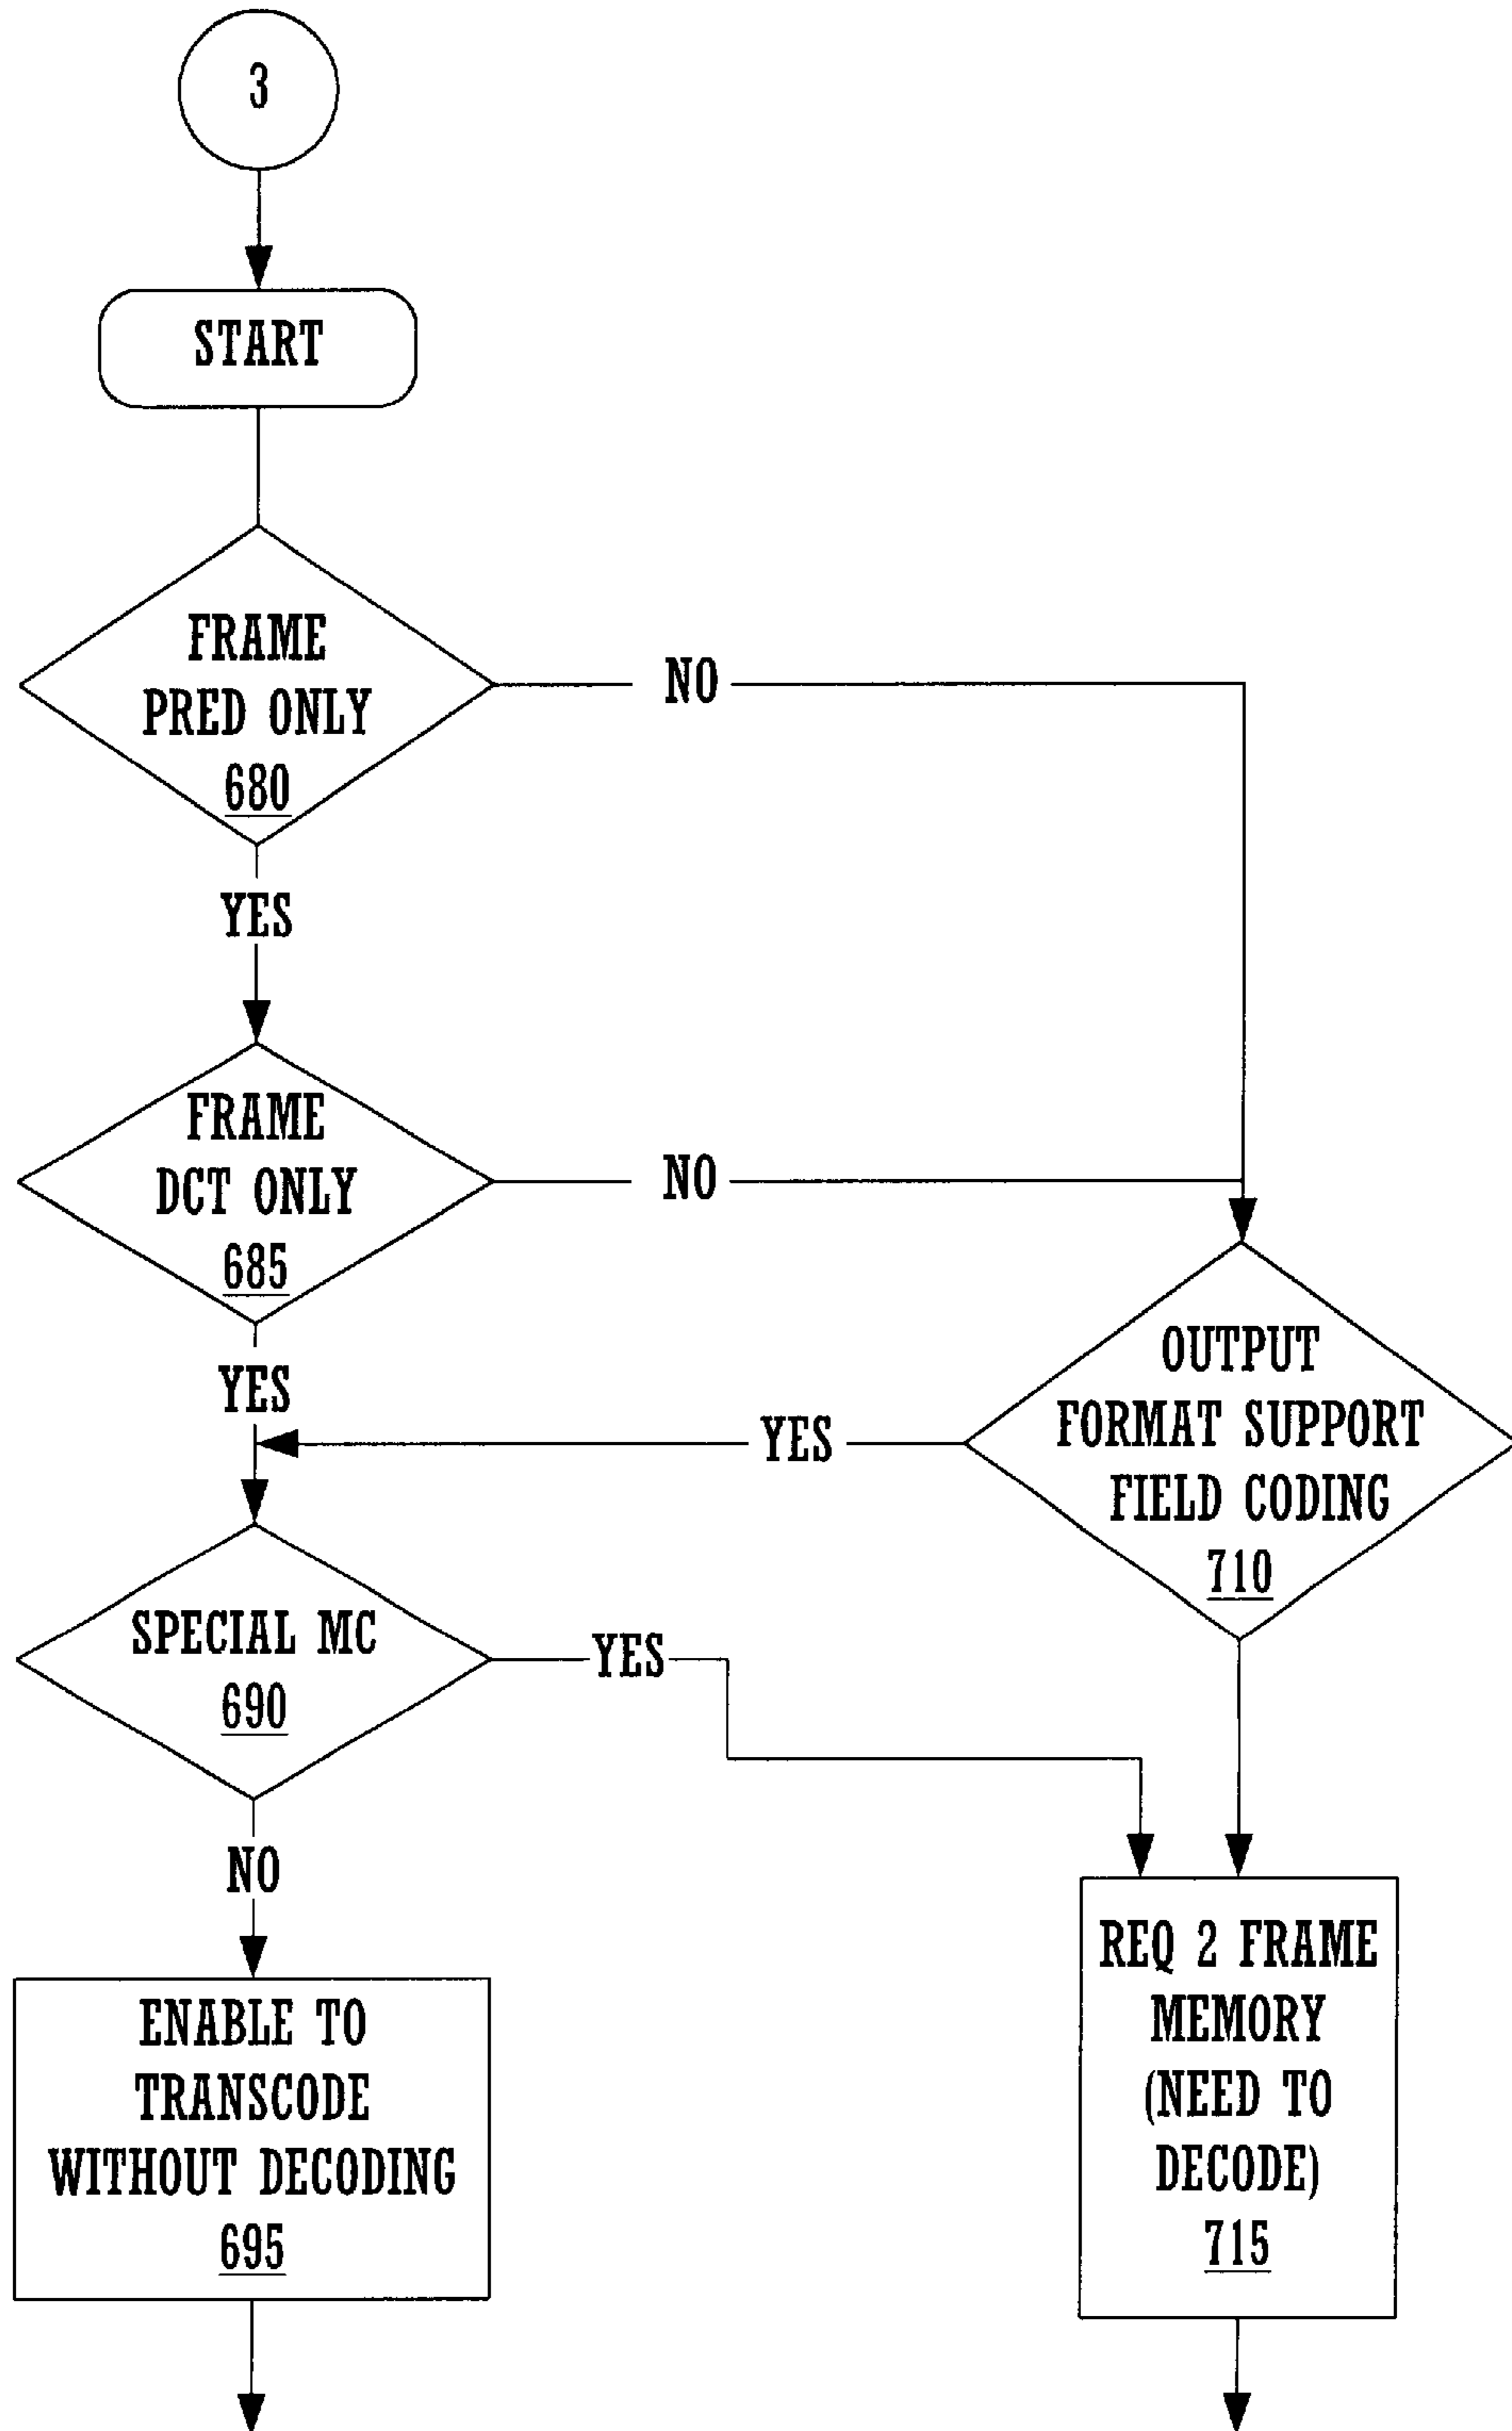 3
START
FRAME
PRED ONLY
680
NO
YES
FRAME
DCT ONLY
685
NO
YES
OUTPUT
FORMAT SUPPORT
FIELD CODING
710
YES
SPECIAL MC
690
YES
NO
ENABLE TO
TRANSCODE
WITHOUT DECODING
695
REQ 2 FRAME
MEMORY
(NEED TO
DECODE)
715